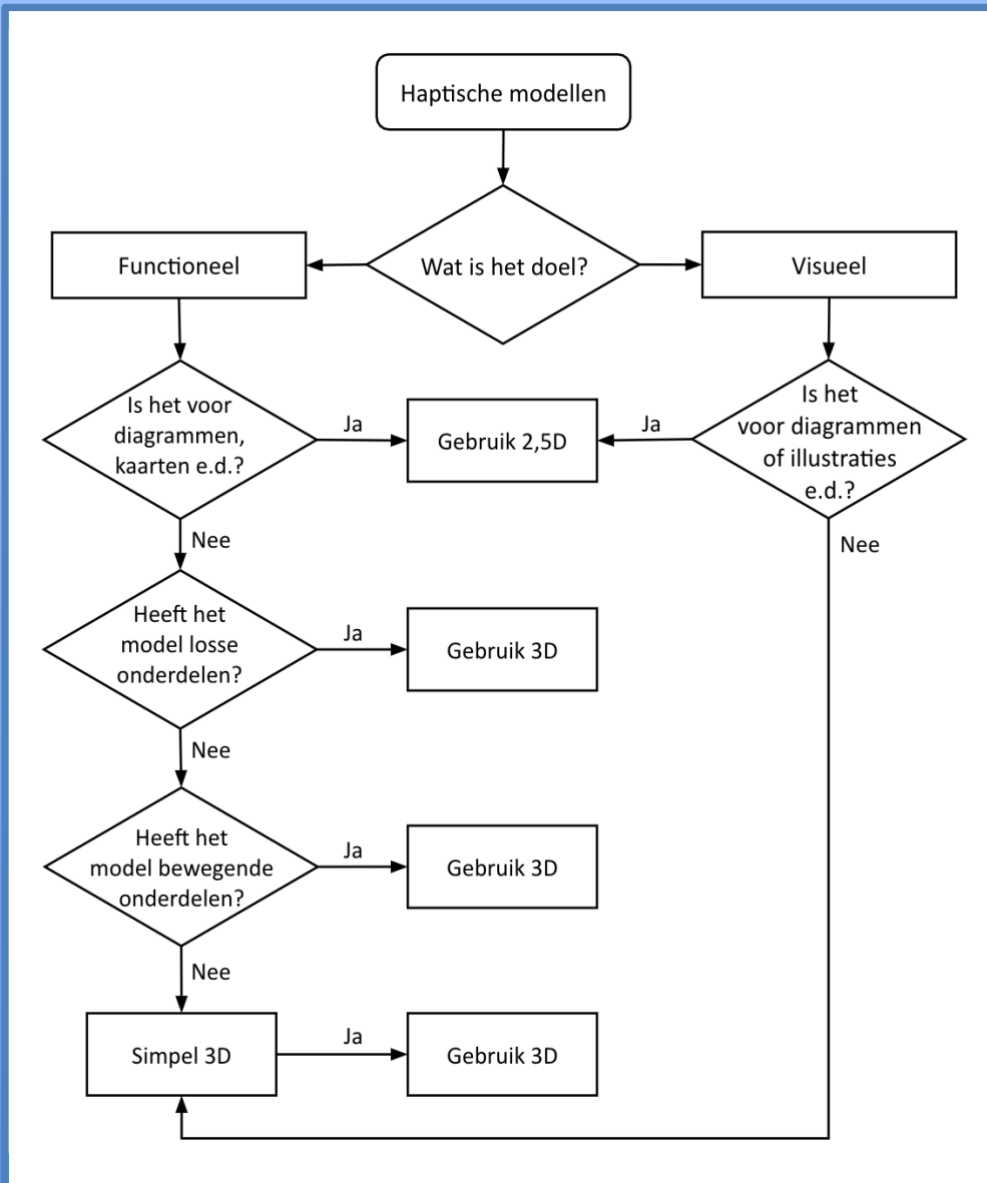 Haptische modellen
Functioneel
Wat is het doel?
Visueel
Is het voor
diagrammen,
kaarten e.d.?
Ja
Gebruik 2,5D
Ja
Is het
voor diagrammen
of illustraties
e.d.?
Nee
Nee
Heeft het
model losse
onderdelen?
Ja
Gebruik 3D
Nee
Heeft het
model bewegende
onderdelen?
Ja
Gebruik 3D
Nee
Simpel 3D
Ja
Gebruik 3D